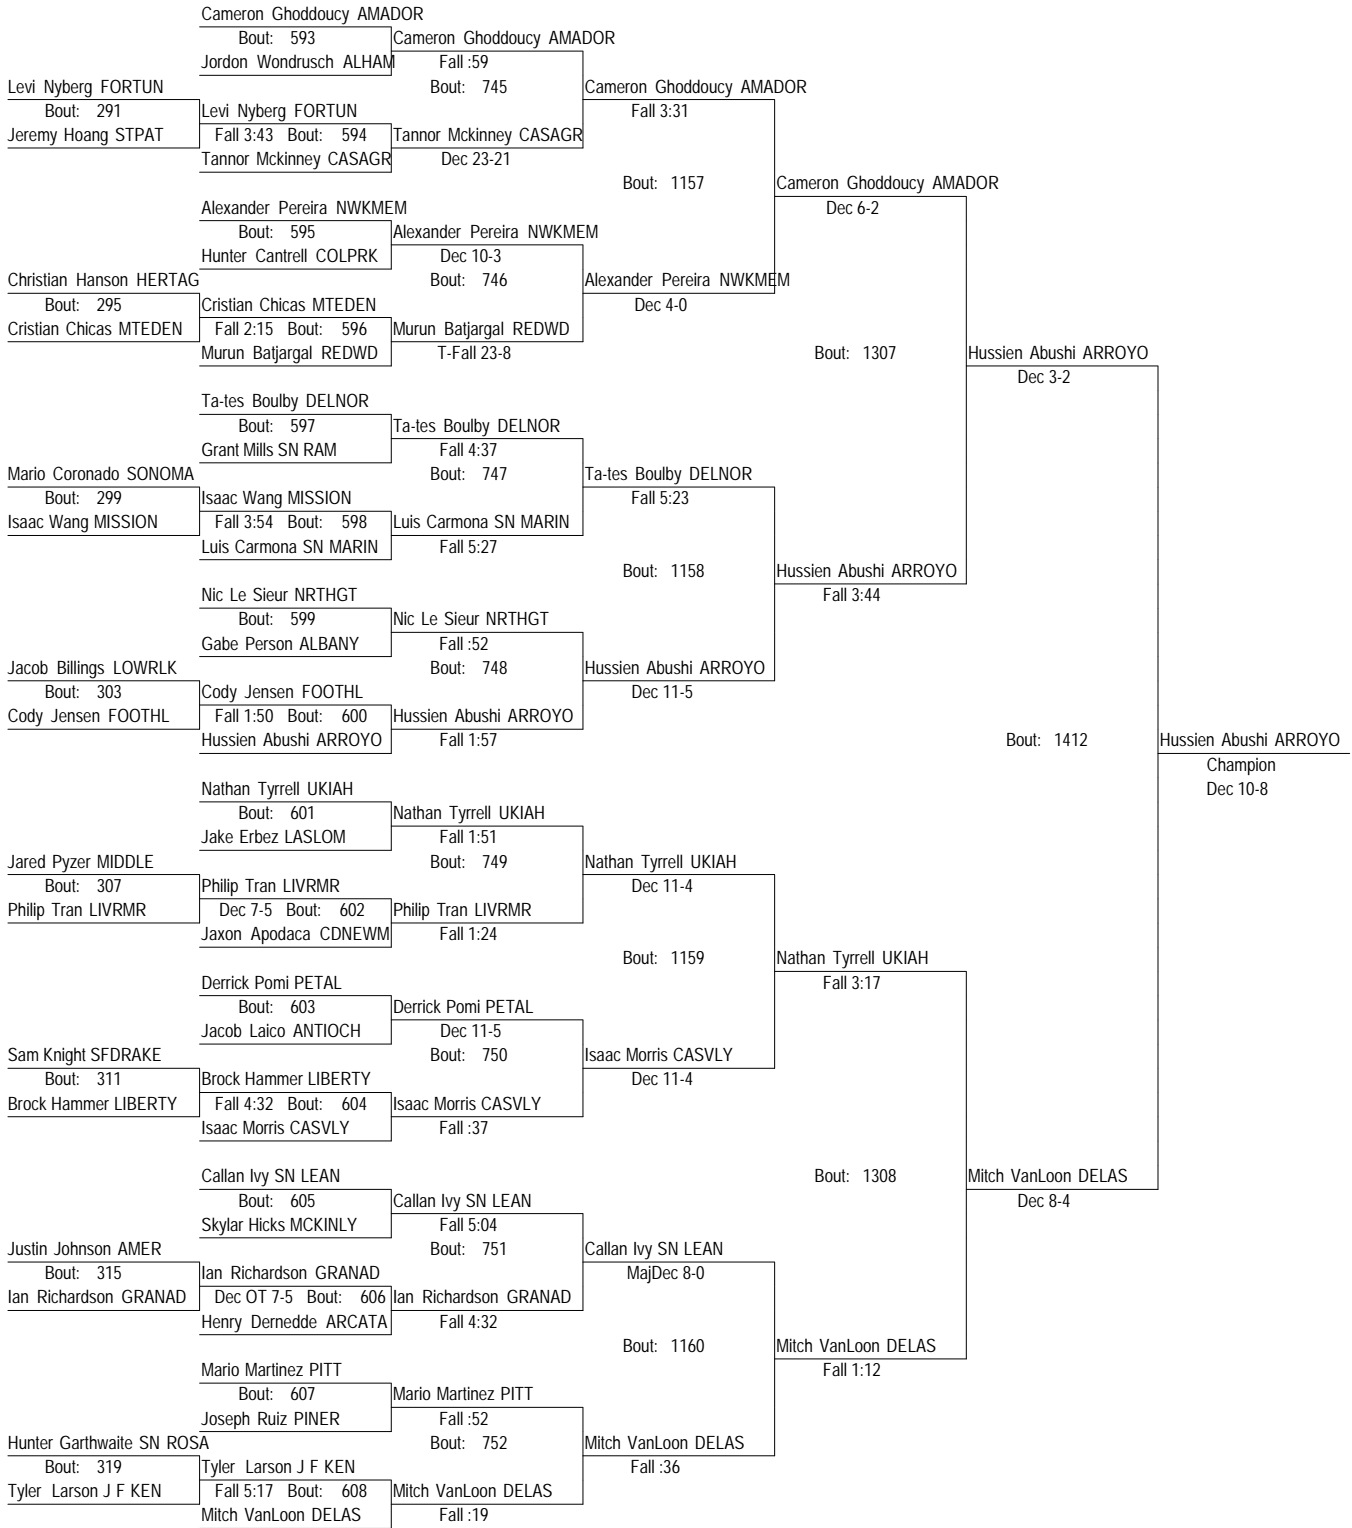 Cameron Ghoddoucy AMADOR
Bout: 593
Cameron Ghoddoucy AMADOR
Jordon Wondrusch ALHAM
Fall :59
Levi Nyberg FORTUN
Bout: 745
Cameron Ghoddoucy AMADOR
Bout: 291
Levi Nyberg FORTUN
Fall 3:31
Jeremy Hoang STPAT
Fall 3:43 Bout: 594
Tannor Mckinney CASAGR
Tannor Mckinney CASAGR
Dec 23-21
Bout: 1157
Cameron Ghoddoucy AMADOR
Alexander Pereira NWKMEM
Dec 6-2
Bout: 595
Alexander Pereira NWKMEM
Hunter Cantrell COLPRK
Dec 10-3
Christian Hanson HERTAG
Bout: 746
Alexander Pereira NWKMEM
Bout: 295
Cristian Chicas MTEDEN
Dec 4-0
Cristian Chicas MTEDEN
Fall 2:15 Bout: 596
Murun Batjargal REDWD
Murun Batjargal REDWD
T-Fall 23-8
Bout: 1307
Hussien Abushi ARROYO
Dec 3-2
Ta-tes Boulby DELNOR
Bout: 597
Ta-tes Boulby DELNOR
Grant Mills SN RAM
Fall 4:37
Mario Coronado SONOMA
Bout: 747
Ta-tes Boulby DELNOR
Bout: 299
Isaac Wang MISSION
Fall 5:23
Isaac Wang MISSION
Fall 3:54 Bout: 598
Luis Carmona SN MARIN
Luis Carmona SN MARIN
Fall 5:27
Bout: 1158
Hussien Abushi ARROYO
Nic Le Sieur NRTHGT
Fall 3:44
Bout: 599
Nic Le Sieur NRTHGT
Gabe Person ALBANY
Fall :52
Jacob Billings LOWRLK
Bout: 748
Hussien Abushi ARROYO
Bout: 303
Cody Jensen FOOTHL
Dec 11-5
Cody Jensen FOOTHL
Fall 1:50 Bout: 600
Hussien Abushi ARROYO
Hussien Abushi ARROYO
Fall 1:57
Bout: 1412
Hussien Abushi ARROYO
Champion
Nathan Tyrrell UKIAH
Dec 10-8
Bout: 601
Nathan Tyrrell UKIAH
Jake Erbez LASLOM
Fall 1:51
Jared Pyzer MIDDLE
Bout: 749
Nathan Tyrrell UKIAH
Bout: 307
Philip Tran LIVRMR
Dec 11-4
Philip Tran LIVRMR
Dec 7-5 Bout: 602
Philip Tran LIVRMR
Jaxon Apodaca CDNEWM
Fall 1:24
Bout: 1159
Nathan Tyrrell UKIAH
Derrick Pomi PETAL
Fall 3:17
Bout: 603
Derrick Pomi PETAL
Jacob Laico ANTIOCH
Dec 11-5
Sam Knight SFDRAKE
Bout: 750
Isaac Morris CASVLY
Bout: 311
Brock Hammer LIBERTY
Dec 11-4
Brock Hammer LIBERTY
Fall 4:32 Bout: 604
Isaac Morris CASVLY
Isaac Morris CASVLY
Fall :37
Callan Ivy SN LEAN
Bout: 1308
Mitch VanLoon DELAS
Bout: 605
Callan Ivy SN LEAN
Dec 8-4
Skylar Hicks MCKINLY
Fall 5:04
Justin Johnson AMER
Bout: 751
Callan Ivy SN LEAN
Bout: 315
Ian Richardson GRANAD
MajDec 8-0
Ian Richardson GRANAD
Dec OT 7-5 Bout: 606
Ian Richardson GRANAD
Henry Dernedde ARCATA
Fall 4:32
Bout: 1160
Mitch VanLoon DELAS
Mario Martinez PITT
Fall 1:12
Bout: 607
Mario Martinez PITT
Joseph Ruiz PINER
Fall :52
Hunter Garthwaite SN ROSA
Bout: 752
Mitch VanLoon DELAS
Bout: 319
Tyler Larson J F KEN
Fall :36
Tyler Larson J F KEN
Fall 5:17 Bout: 608
Mitch VanLoon DELAS
Mitch VanLoon DELAS
Fall :19